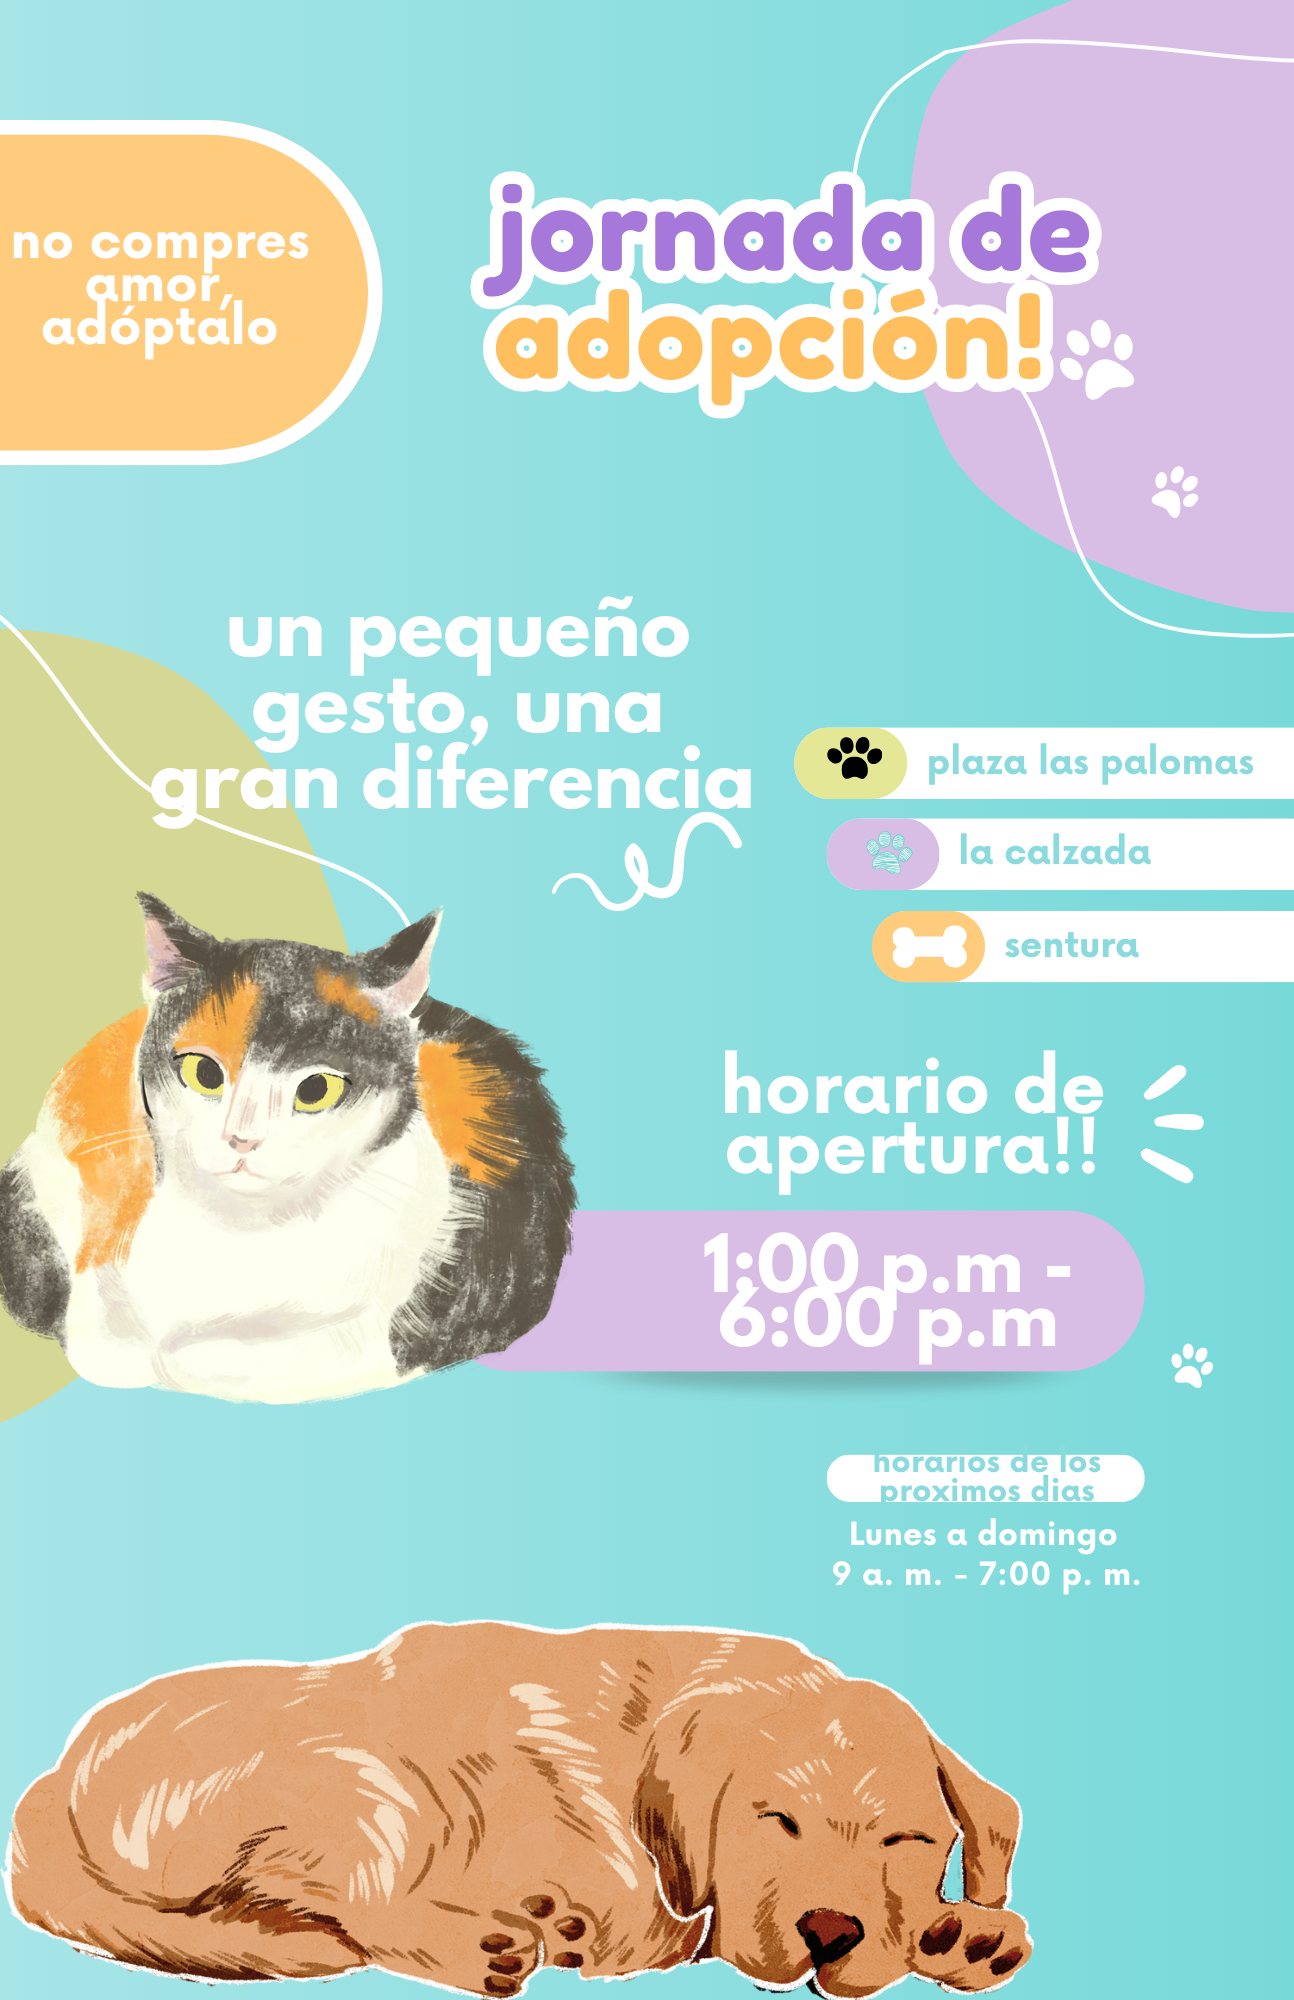 no compres
amor,
adóptalo
jornada de
adopción!
un pequeño
gesto, una
gran diferencia
plaza las palomas
la calzada
sentura
horario de
apertura!!
1:00 p.m -
6:00 p.m
horarios de los
proximos dias
Lunes a domingo
9 a. m. - 7:00 p. m.